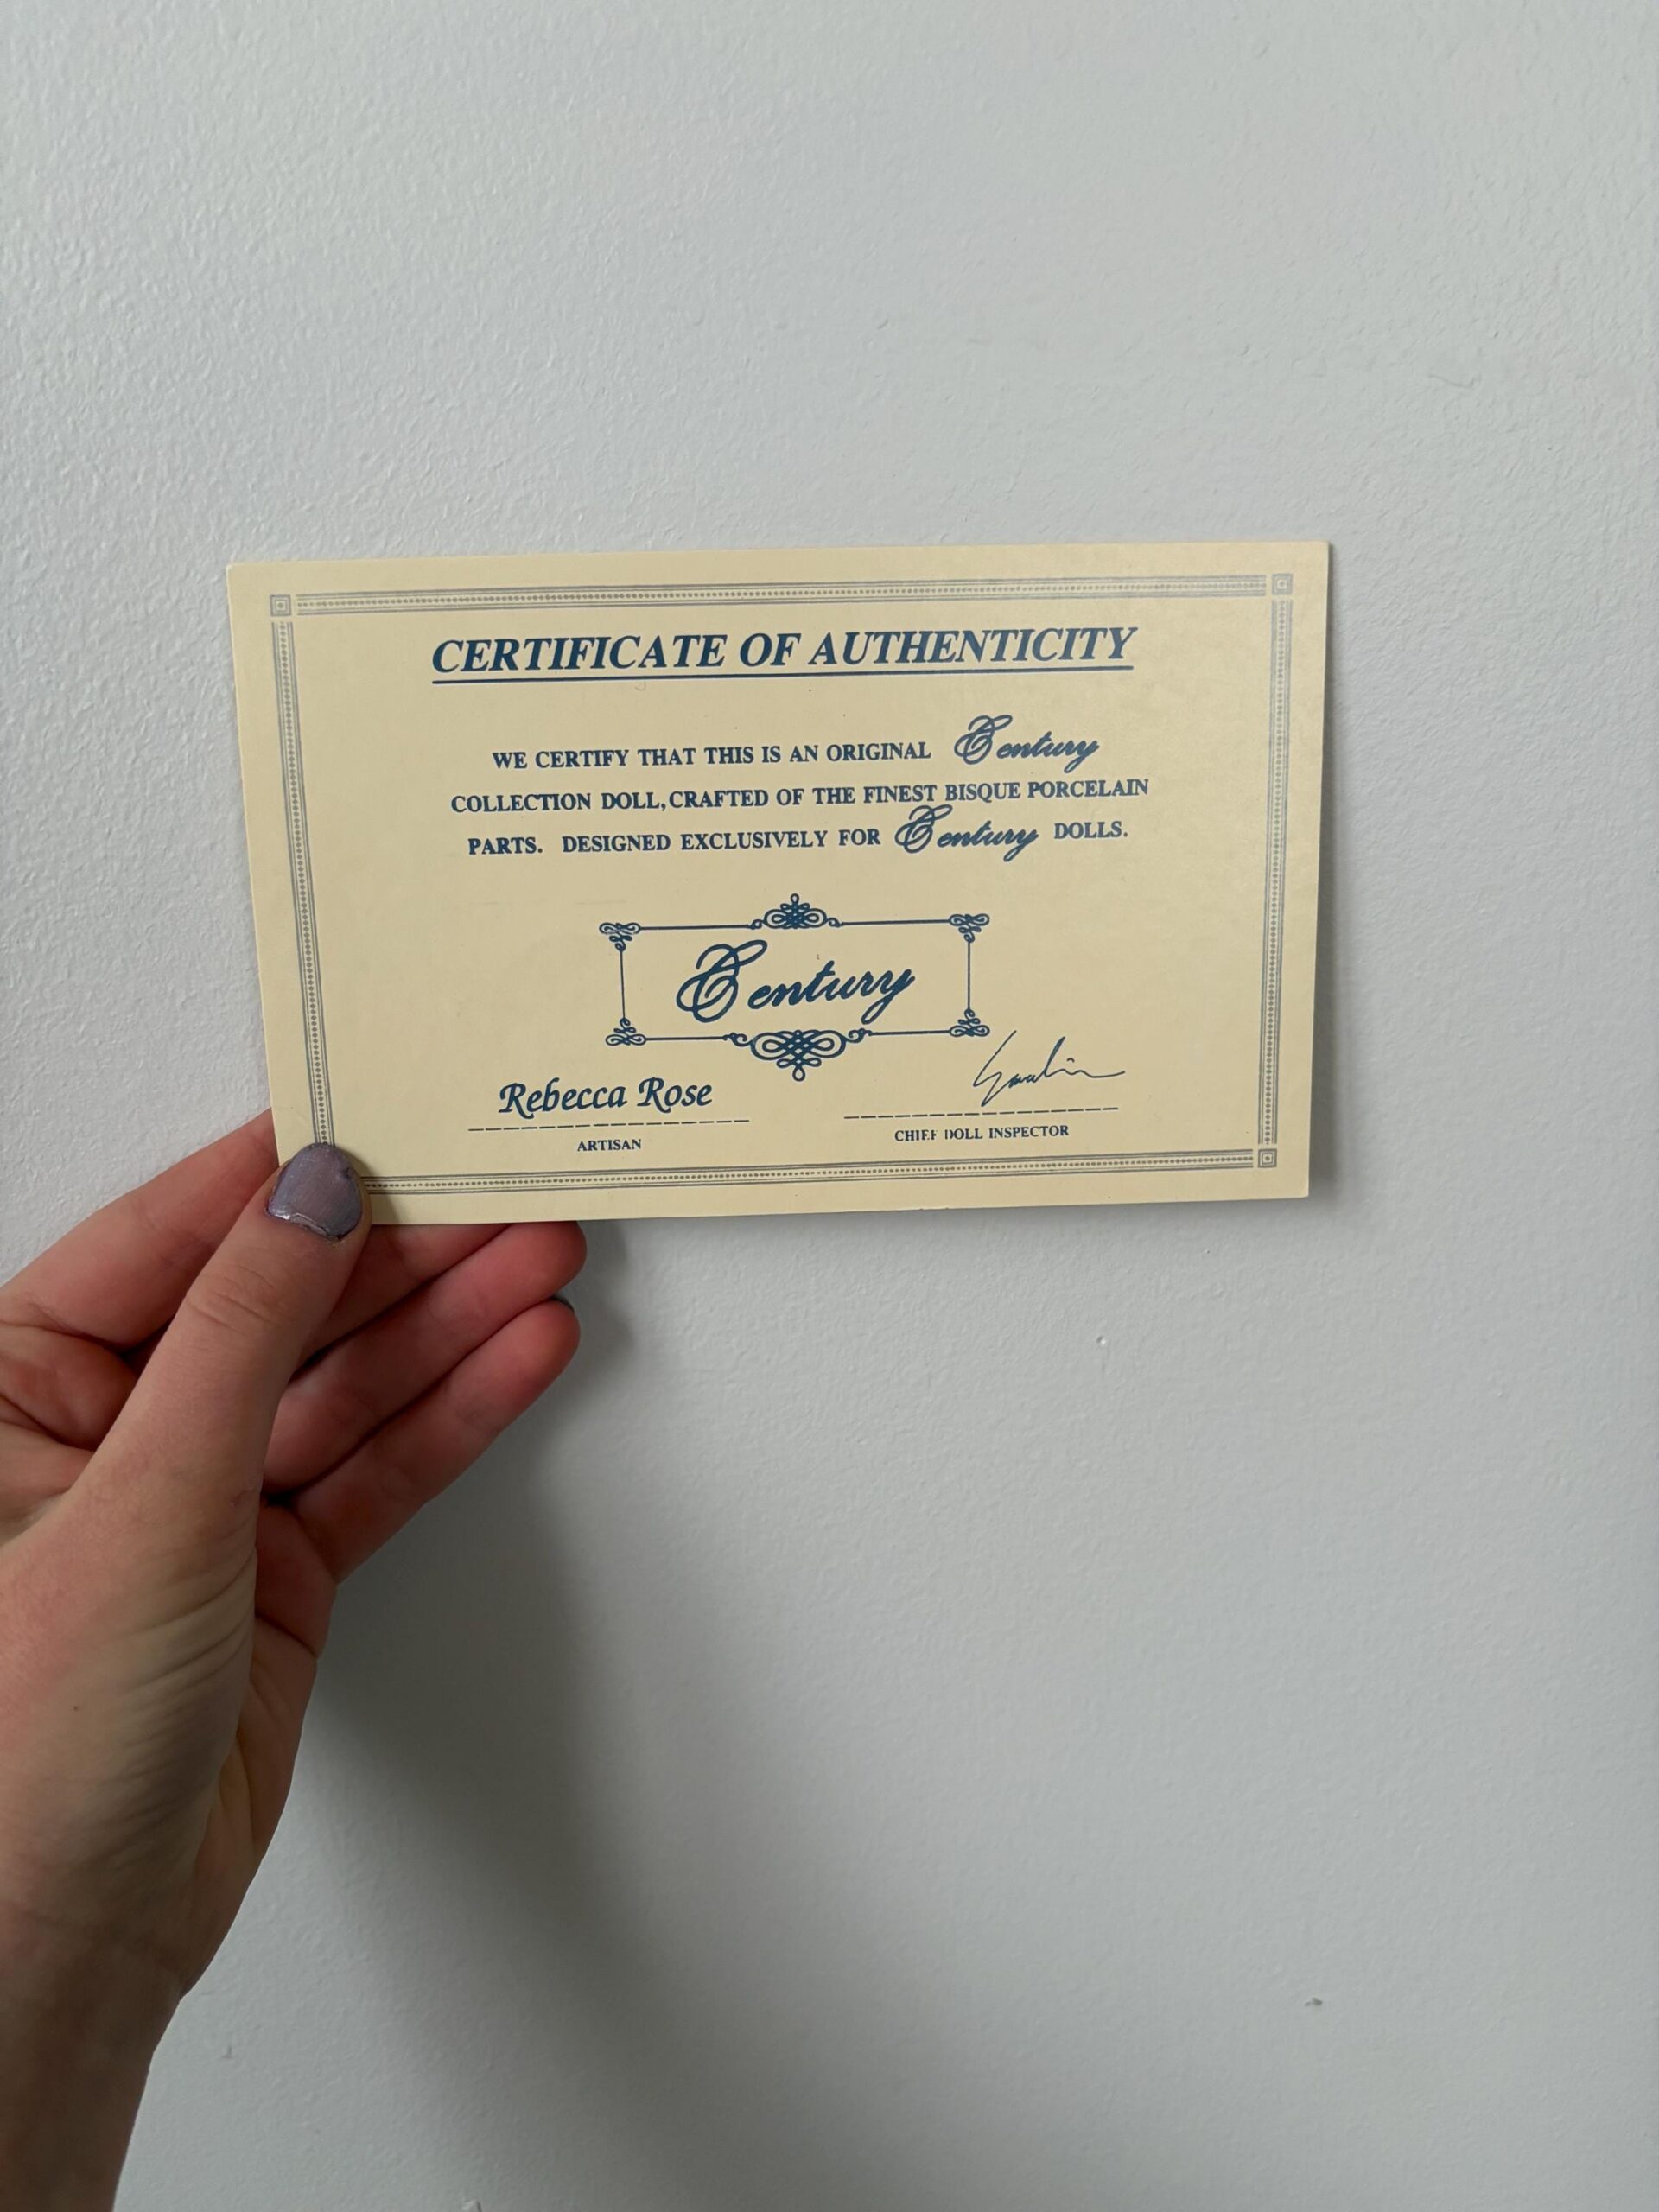 CERTIFICATE OF AUTHENTICITY
WE CERTIFY THAT THIS IS AN ORIGINAL Century
COLLECTION DOLL, CRAFTED OF THE FINEST BISQUE PORCELAIN
PARTS. DESIGNED EXCLUSIVELY FOR Century DOLLS.
Century
Rebecca Rose
ARTISAN
CHIEF DOLL INSPECTOR